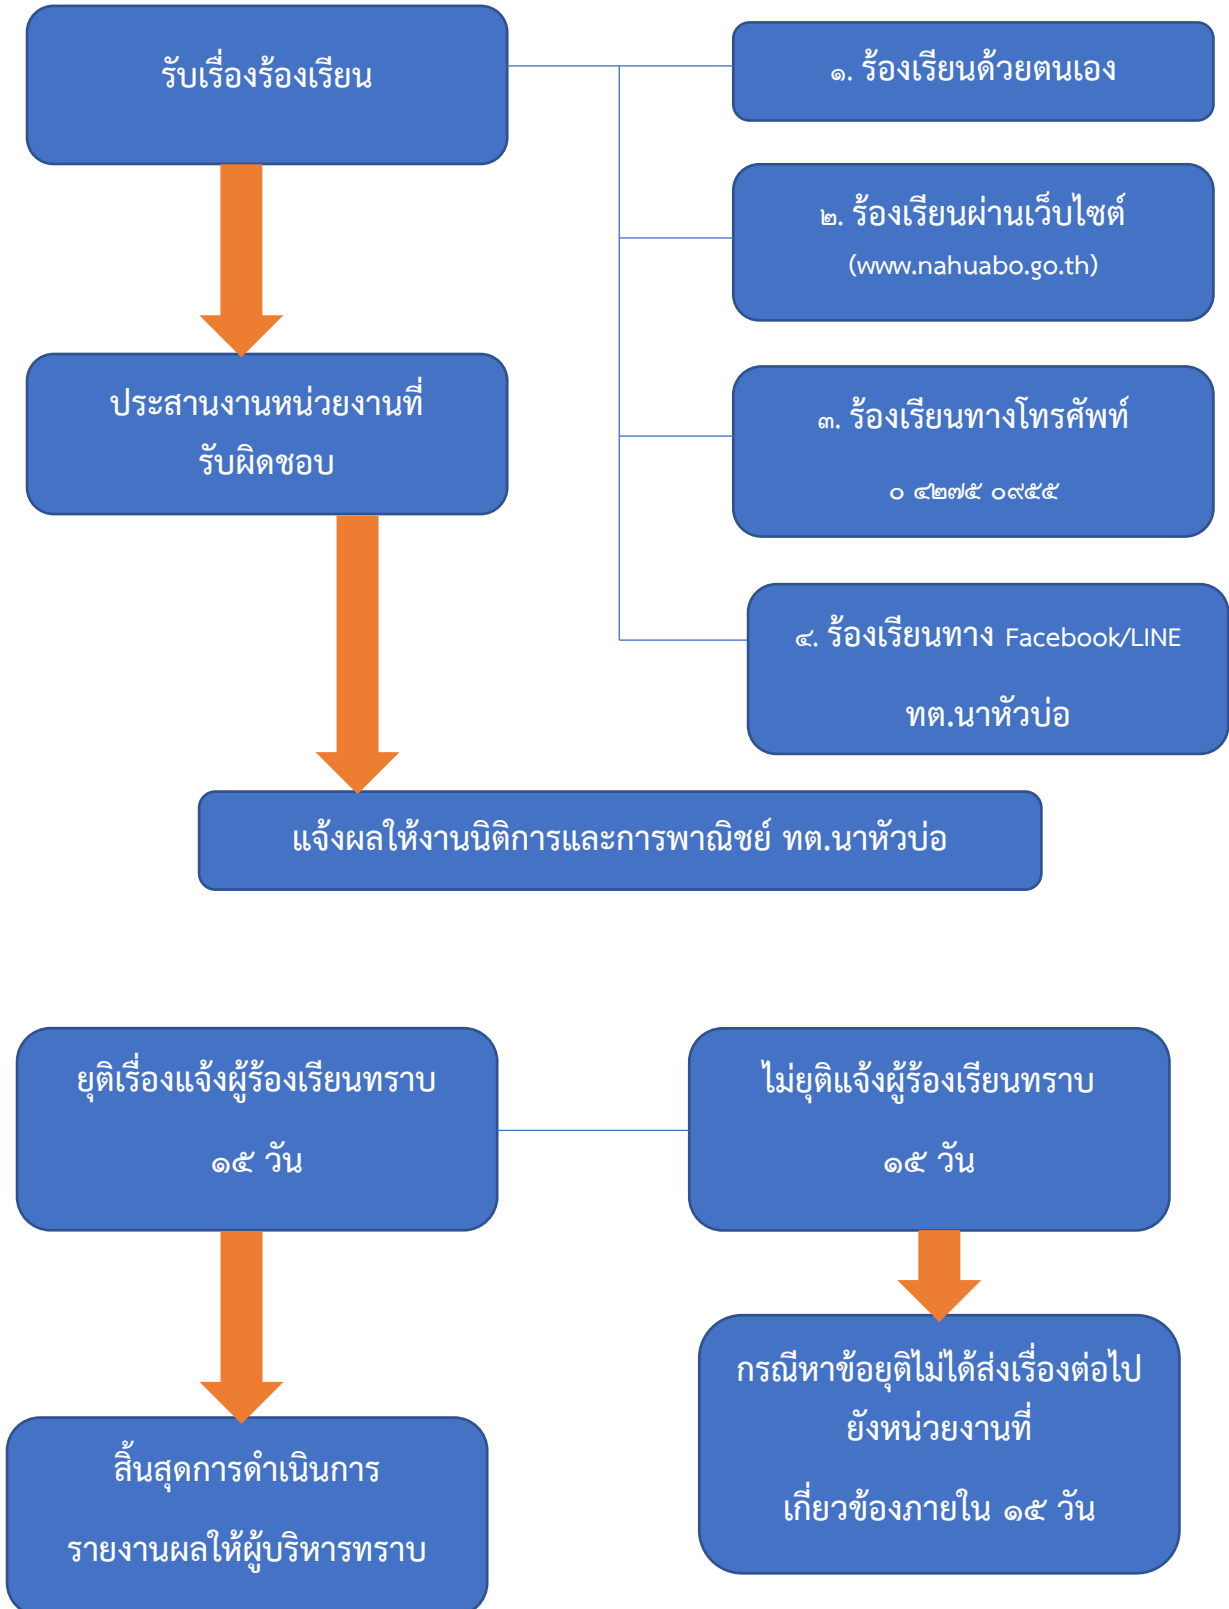 รับเรื่องร้องเรียน
๑. ร้องเรียนด้วยตนเอง
๒. ร้องเรียนผ่านเว็บไซต์
(www.nahuabo.go.th)
ประสานงานหน่วยงานที่
รับผิดชอบ
๓. ร้องเรียนทางโทรศัพท์
๐ ๔๒๗๕ ๐๙๕๕
๔. ร้องเรียนทาง Facebook/LINE
ทต.นาหัวบ่อ
แจ้งผลให้งานนิติการและการพาณิชย์ ทต.นาหัวบ่อ
ยุติเรื่องแจ้งผู้ร้องเรียนทราบ
๑๕ วัน
ไม่ยุติแจ้งผู้ร้องเรียนทราบ
๑๕ วัน
สิ้นสุดการดำเนินการ
รายงานผลให้ผู้บริหารทราบ
กรณีหาข้อยุติไม่ได้ส่งเรื่องต่อไป
ยังหน่วยงานที่
เกี่ยวข้องภายใน ๑๕ วัน